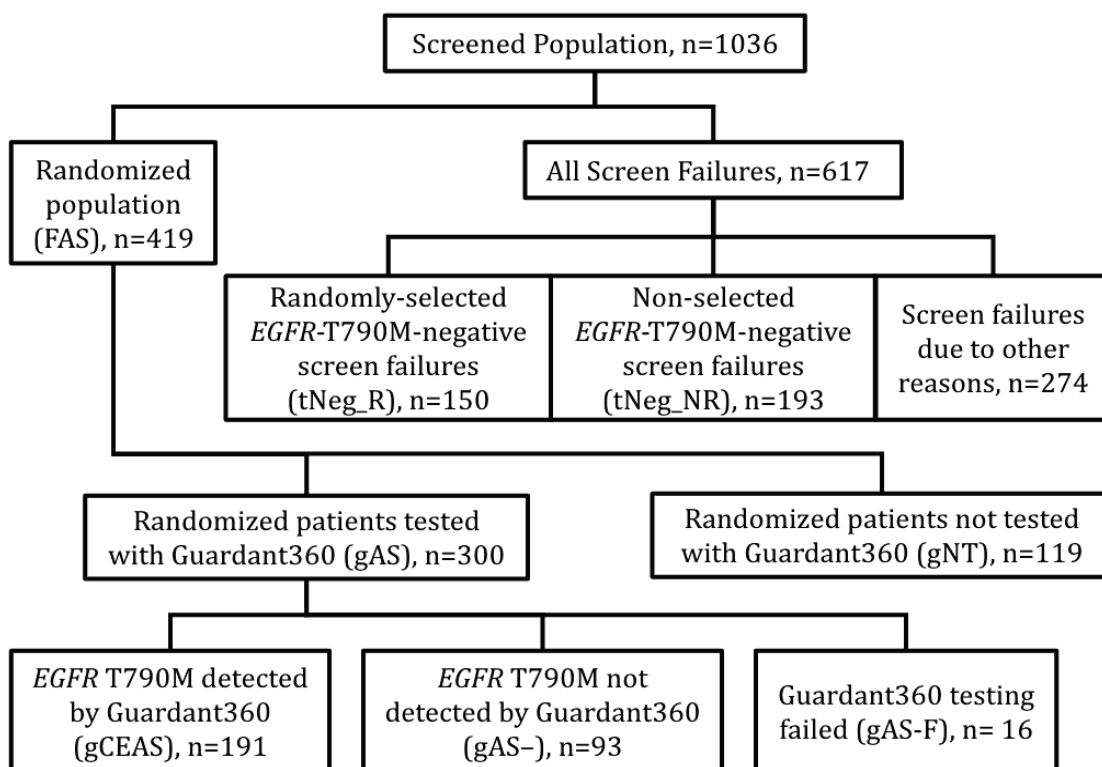 Screened Population, n=1036
Randomized
population
(FAS), n=419
All Screen Failures, n=617
Randomly-selected
EGFR-T790M-negative
screen failures
(tNeg_R), n=150
Non-selected
EGFR-T790M-negative
screen failures
(tNeg_NR), n=193
Screen failures
due to other
reasons, n=274
Randomized patients tested
with Guardant360 (gAS), n=300
Randomized patients not tested
with Guardant360 (gNT), n=119
EGFR T790M detected
by Guardant360
(gCEAS), n=191
EGFR T790M not
detected by Guardant360
(gAS–), n=93
Guardant360 testing
failed (gAS-F), n= 16